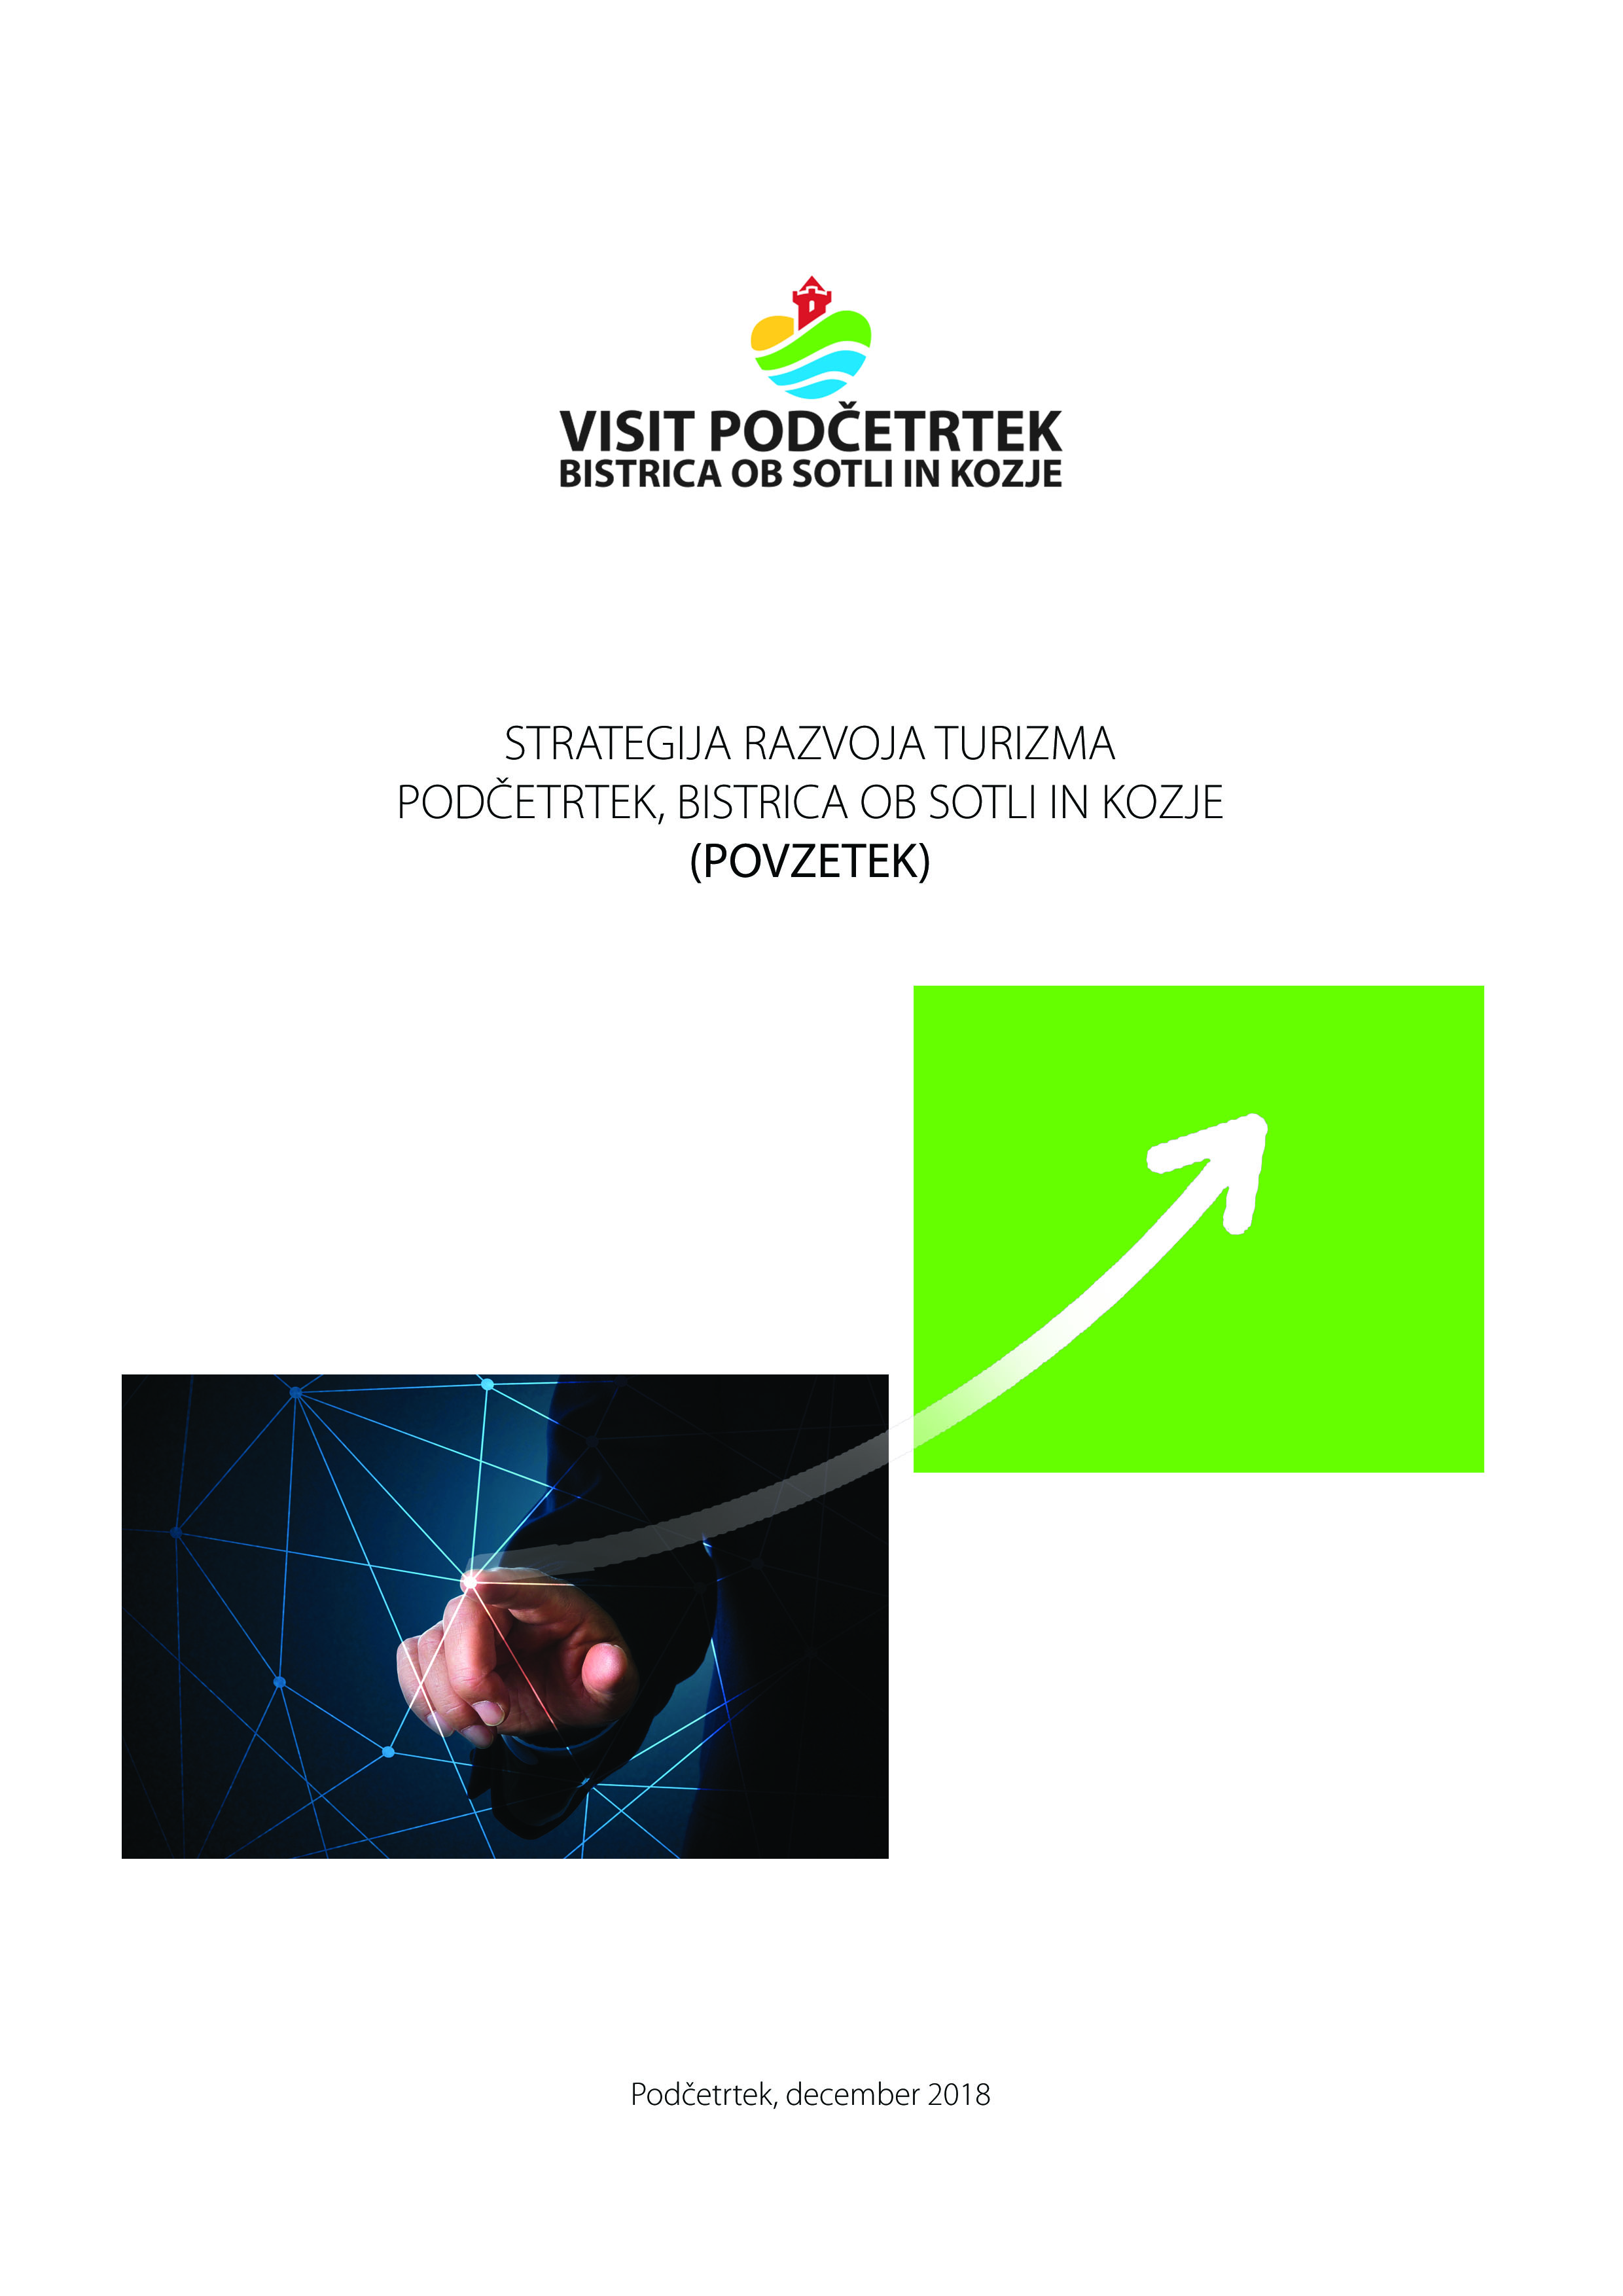 VISIT PODČETRTEK
BISTRICA OB SOTLI IN KOZJE
STRATEGIJA RAZVOJA TURIZMA
PODČETRTEK, BISTRICA OB SOTLI IN KOZJE
(POVZETEK)
Podčetrtek, december 2018